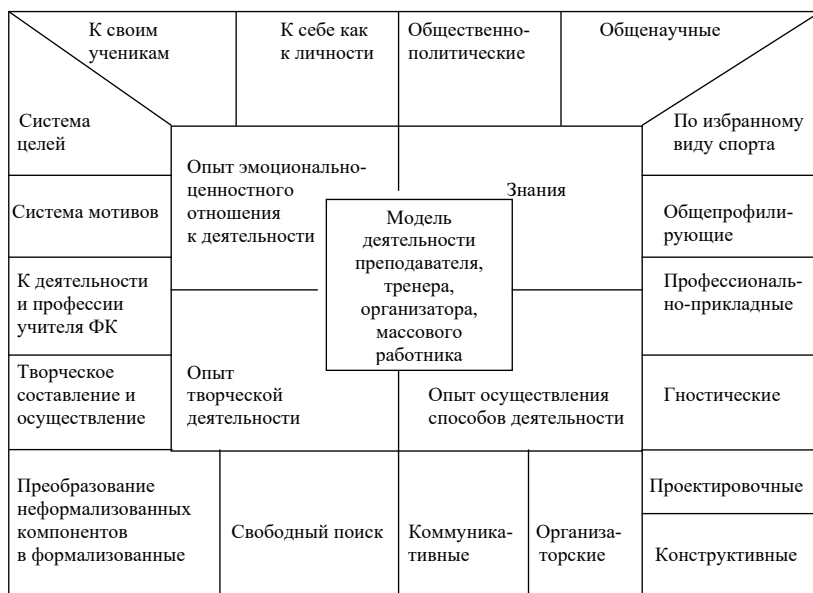 К своим
ученикам
К себе как
к личности
Общественно-
политические
Общенаучные
Система
целей
По избранному
виду спорта
Опыт эмоционально-
ценностного
отношения
к деятельности
Знания
Система мотивов
Общепрофили-
рующие
Модель
деятельности
преподавателя,
тренера,
организатора,
массового
работника
К деятельности
и профессии
учителя ФК
Профессиональ-
но-прикладные
Творческое
составление и
осуществление
Опыт
творческой
деятельности
Опыт осуществления
способов деятельности
Гностические
Преобразование
неформализованных
компонентов
в формализованные
Свободный поиск
Коммуника-
тивные
Организа-
торские
Проектировочные
Конструктивные